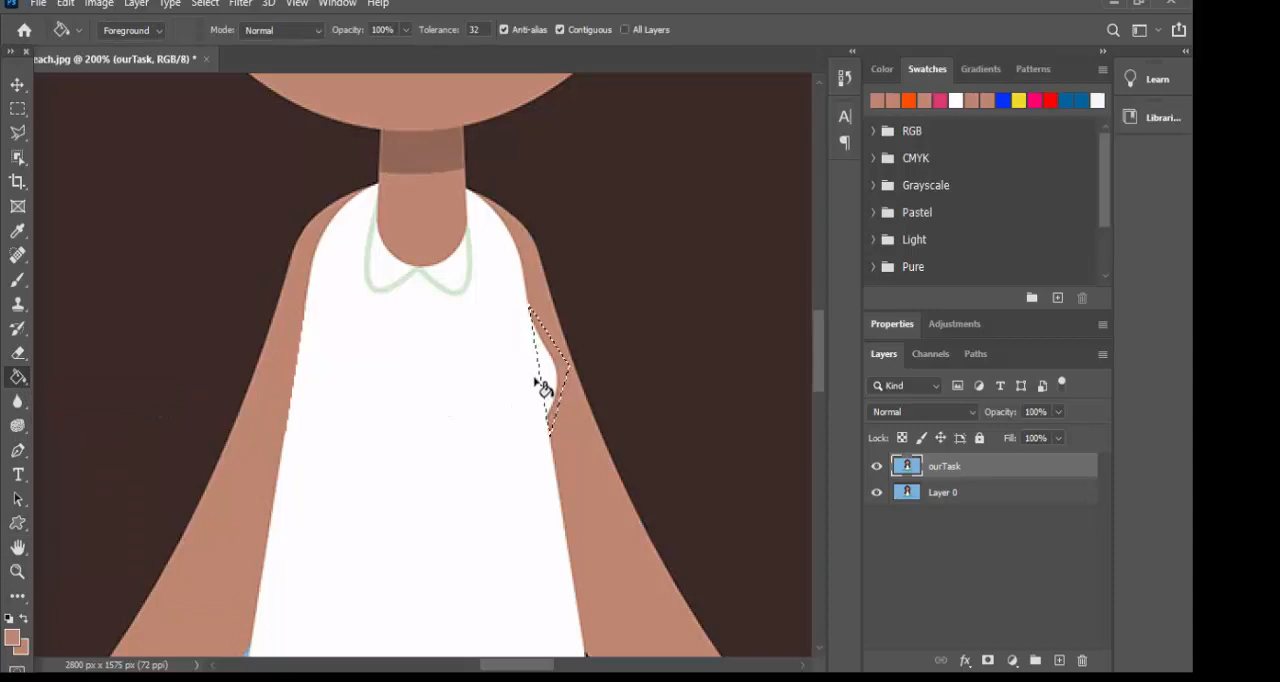 Ps File Edit Image Layer Type Select Filter 3D View Window Help
Foreground Mode: Normal Opacity: 100% Tolerance: 32 Anti-alias Contiguous All Layers
each.jpg @ 200% (ourTask, RGB/8) * ×
Color Swatches Gradients Patterns
Learn
Librari...
RGB
CMYK
Grayscale
Pastel
Light
Pure
Properties Adjustments
Layers Channels Paths
Kind
Normal Opacity: 100%
Lock: Fill: 100%
ourTask
Layer 0
2800 px x 1575 px (72 ppi)